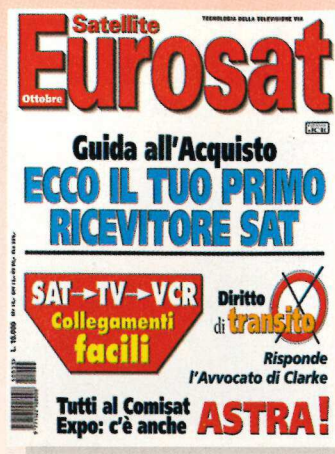 Satellite
TECNOLOGIA DELLA TELEVISIONE VIA
Eurosat
Ottobre
Guida all'Acquisto
ECCO IL TUO PRIMO
RICEVITORE SAT
SAT→TV→VCR
Collegamenti
facili
Diritto
di transito
Risponde
l'Avvocato di Clarke
Tutti al Comisat
Expo: c'è anche
ASTRA!
L. 10.000